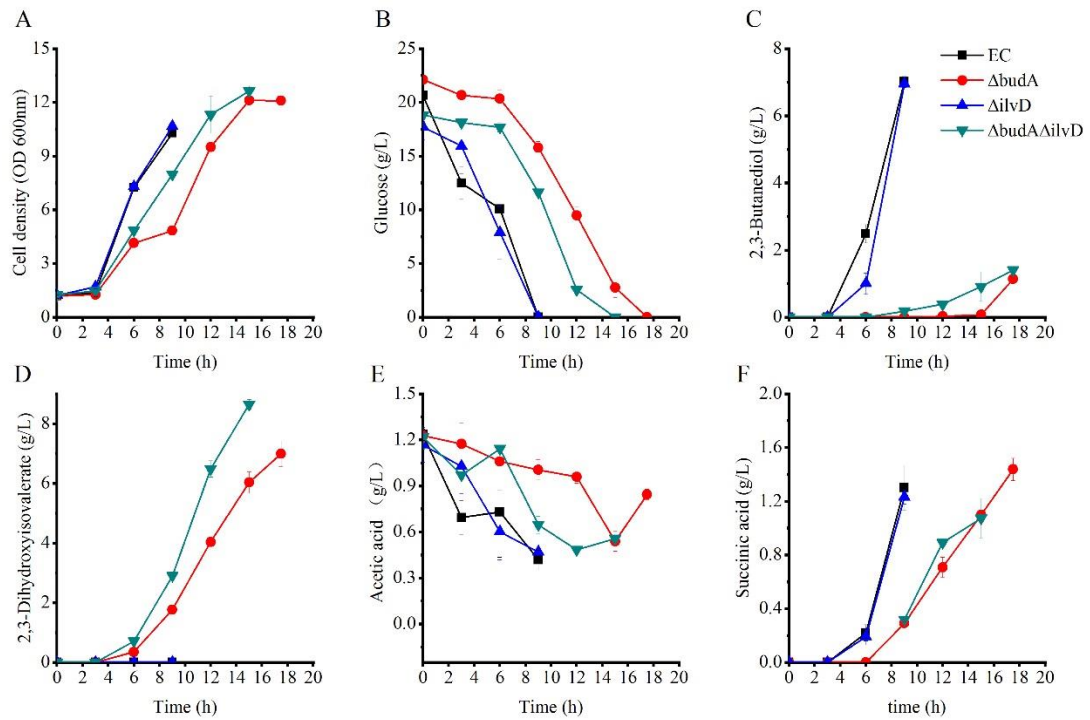 A
Cell density (OD 600nm)
15
12
9
6
3
0
0 2 4 6 8 10 12 14 16 18 20
Time (h)
B
Glucose (g/L)
25
20
15
10
5
0
0 2 4 6 8 10 12 14 16 18 20
Time (h)
C
2,3-Butanediol (g/L)
8
6
4
2
0
0 2 4 6 8 10 12 14 16 18 20
Time (h)
EC
ΔbudA
ΔilvD
ΔbudAΔilvD
D
2,3-Dihydroxyisovalerate (g/L)
8
6
4
2
0
0 2 4 6 8 10 12 14 16 18 20
Time (h)
E
Acetic acid (g/L)
1.5
1.2
0.9
0.6
0.3
0.0
0 2 4 6 8 10 12 14 16 18 20
Time (h)
F
Succinic acid (g/L)
2.0
1.6
1.2
0.8
0.4
0.0
0 2 4 6 8 10 12 14 16 18 20
time (h)